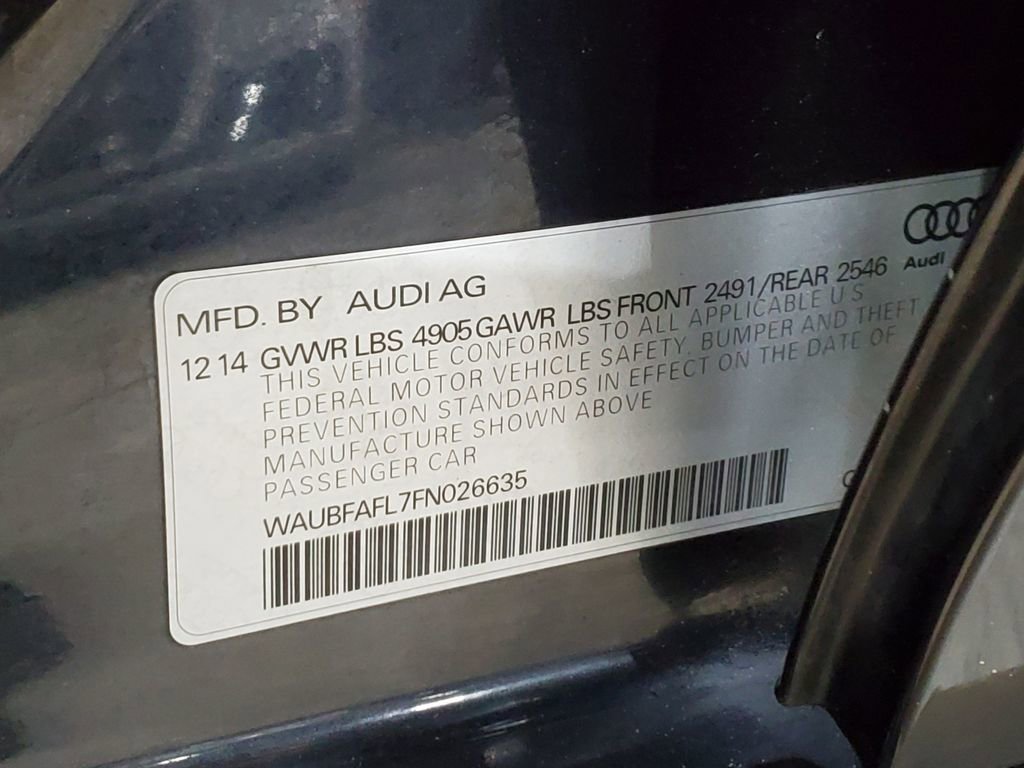 Audi
MFD. BY AUDI AG
12 14 GVWR LBS 4905 GAWR LBS FRONT 2491/REAR 2546
THIS VEHICLE CONFORMS TO ALL APPLICABLE U S
FEDERAL MOTOR VEHICLE SAFETY, BUMPER AND THEFT
PREVENTION STANDARDS IN EFFECT ON THE DATE OF
MANUFACTURE SHOWN ABOVE
PASSENGER CAR
WAUBFAFL7FN026635